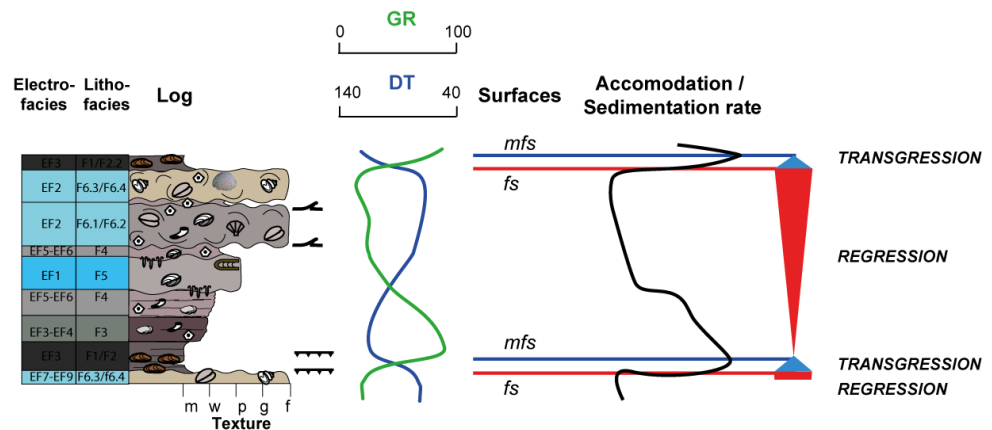 GR
0 100
DT
140 40
Electro-
facies
Litho-
facies
Log
Surfaces
Accomodation /
Sedimentation rate
EF3 F1/F2.2
EF2 F6.3/F6.4
EF2 F6.1/F6.2
EF5-EF6 F4
EF1 F5
EF5-EF6 F4
EF3-EF4 F3
EF3 F1/F2
EF7-EF9 F6.3/f6.4
m w p g f
Texture
mfs
fs
mfs
fs
TRANSGRESSION
REGRESSION
TRANSGRESSION
REGRESSION